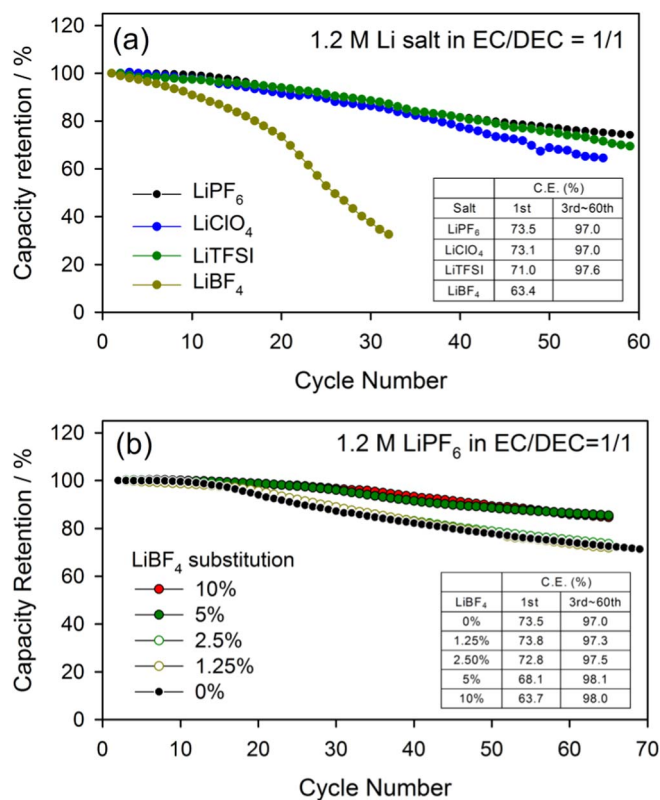 (a) 1.2 M Li salt in EC/DEC = 1/1
Capacity retention / %
120
100
80
60
40
20
0
LiPF₆
LiClO₄
LiTFSI
LiBF₄
C.E. (%)
Salt 1st 3rd~60th
LiPF₆ 73.5 97.0
LiClO₄ 73.1 97.0
LiTFSI 71.0 97.6
LiBF₄ 63.4
0 10 20 30 40 50 60
Cycle Number
(b) 1.2 M LiPF₆ in EC/DEC=1/1
Capacity Retention / %
120
100
80
60
40
20
0
LiBF₄ substitution
10%
5%
2.5%
1.25%
0%
C.E. (%)
LiBF₄ 1st 3rd~60th
0% 73.5 97.0
1.25% 73.8 97.3
2.50% 72.8 97.5
5% 68.1 98.1
10% 63.7 98.0
0 10 20 30 40 50 60 70
Cycle Number